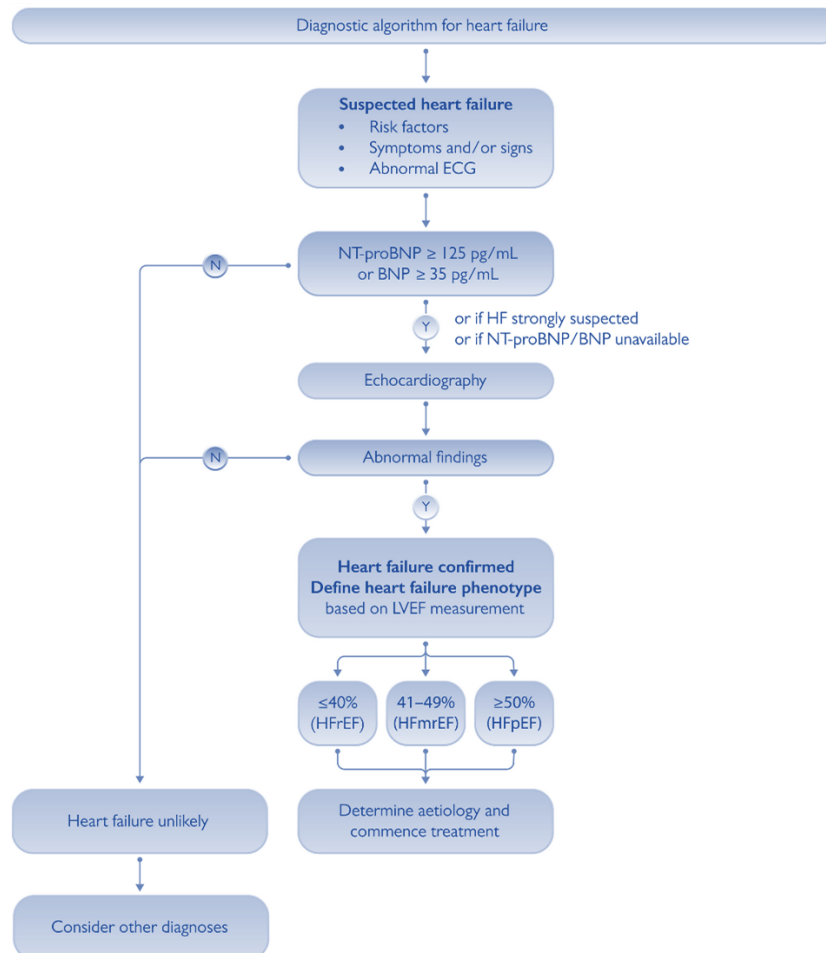 Diagnostic algorithm for heart failure
Suspected heart failure
• Risk factors
• Symptoms and/or signs
• Abnormal ECG
NT-proBNP ≥ 125 pg/mL
or BNP ≥ 35 pg/mL
N
Y
or if HF strongly suspected
or if NT-proBNP/BNP unavailable
Echocardiography
Abnormal findings
N
Y
Heart failure confirmed
Define heart failure phenotype
based on LVEF measurement
≤40%
(HFrEF)
41–49%
(HFmrEF)
≥50%
(HFpEF)
Heart failure unlikely
Determine aetiology and
commence treatment
Consider other diagnoses